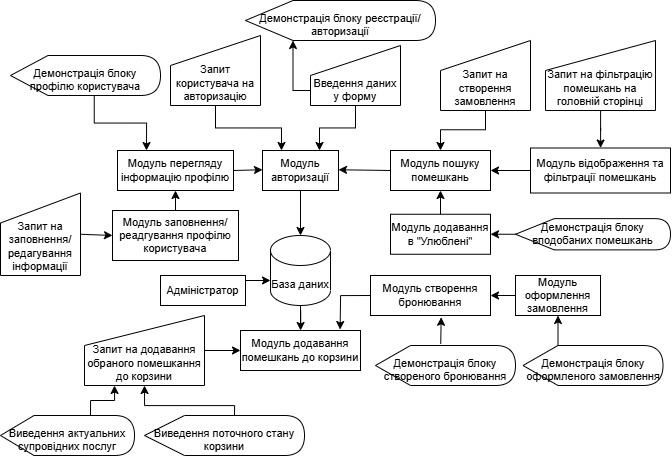 Демонстрація блоку реєстрації/
авторизації
Демонстрація блоку
профілю користувача
Запит
користувача на
авторизацію
Введення даних
у форму
Запит на
створення
замовлення
Запит на фільтрацію
помешкань на
головній сторінці
Модуль перегляду
інформацію профілю
Модуль
авторизації
Модуль пошуку
помешкань
Модуль відображення та
фільтрації помешкань
Запит на
заповнення/
редагування
інформації
Модуль заповнення/
реадгування профілю
користувача
Модуль додавання
в "Улюблені"
Демонстрація блоку
вподобаних помешкань
Адміністратор
База даних
Модуль створення
бронювання
Модуль
оформлення
замовлення
Запит на додавання
обраного помешкання
до корзини
Модуль додавання
помешкань до корзини
Демонстрація блоку
створеного бронювання
Демонстрація блоку
оформленого замовлення
Виведення актуальних
супровідних послуг
Виведення поточного стану
корзини